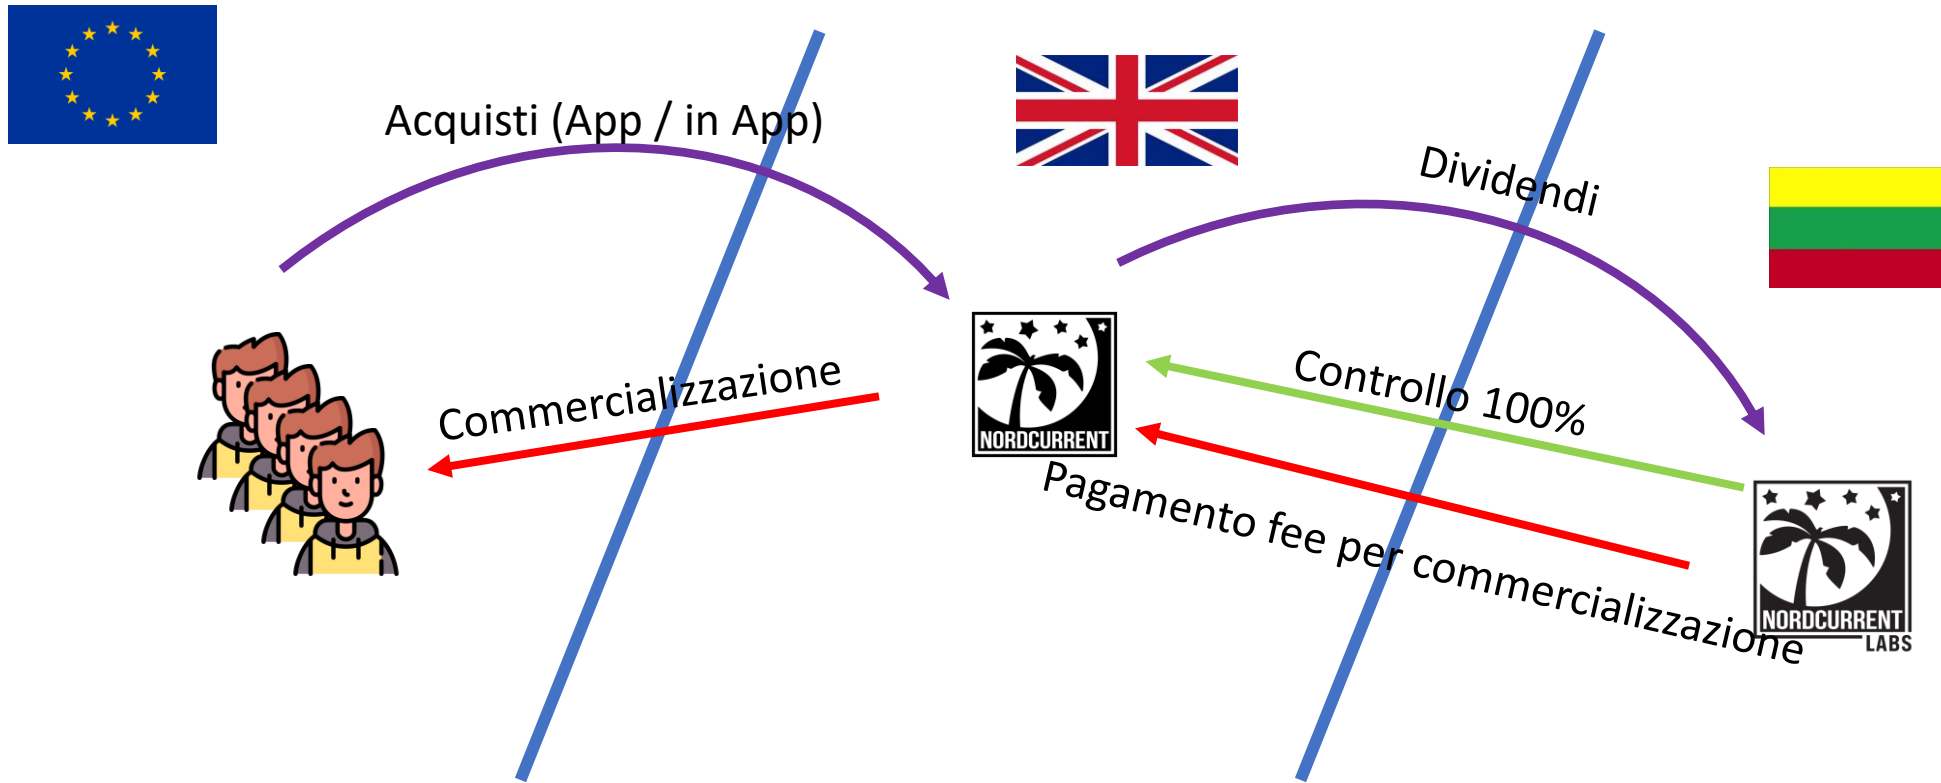 Acquisti (App / in App)
Dividendi
Commercializzazione
NORDCURRENT
Controllo 100%
Pagamento fee per commercializzazione
NORDCURRENT
LABS